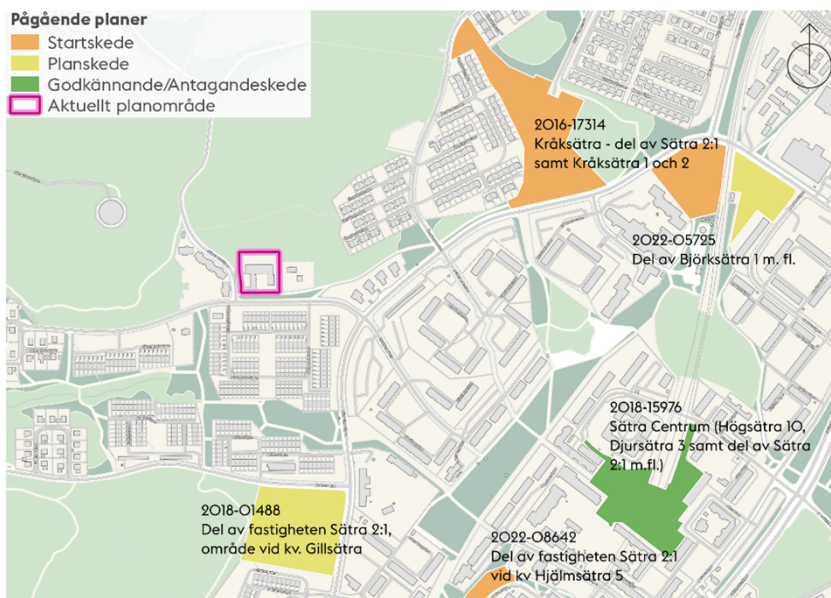 Pågående planer
Startskede
Planskede
Godkännande/Antagandeskede
Aktuellt planområde
2016-17314
Kråksätra - del av Sätra 2:1
samt Kråksätra 1 och 2
2022-05725
Del av Björksätra 1 m. fl.
2018-15976
Sätra Centrum (Högsätra 10,
Djursätra 3 samt del av Sätra
2:1 m.fl.)
2018-01488
Del av fastigheten Sätra 2:1,
område vid kv. Gillsätra
2022-08642
Del av fastigheten Sätra 2:1
vid kv Hjälmsätra 5